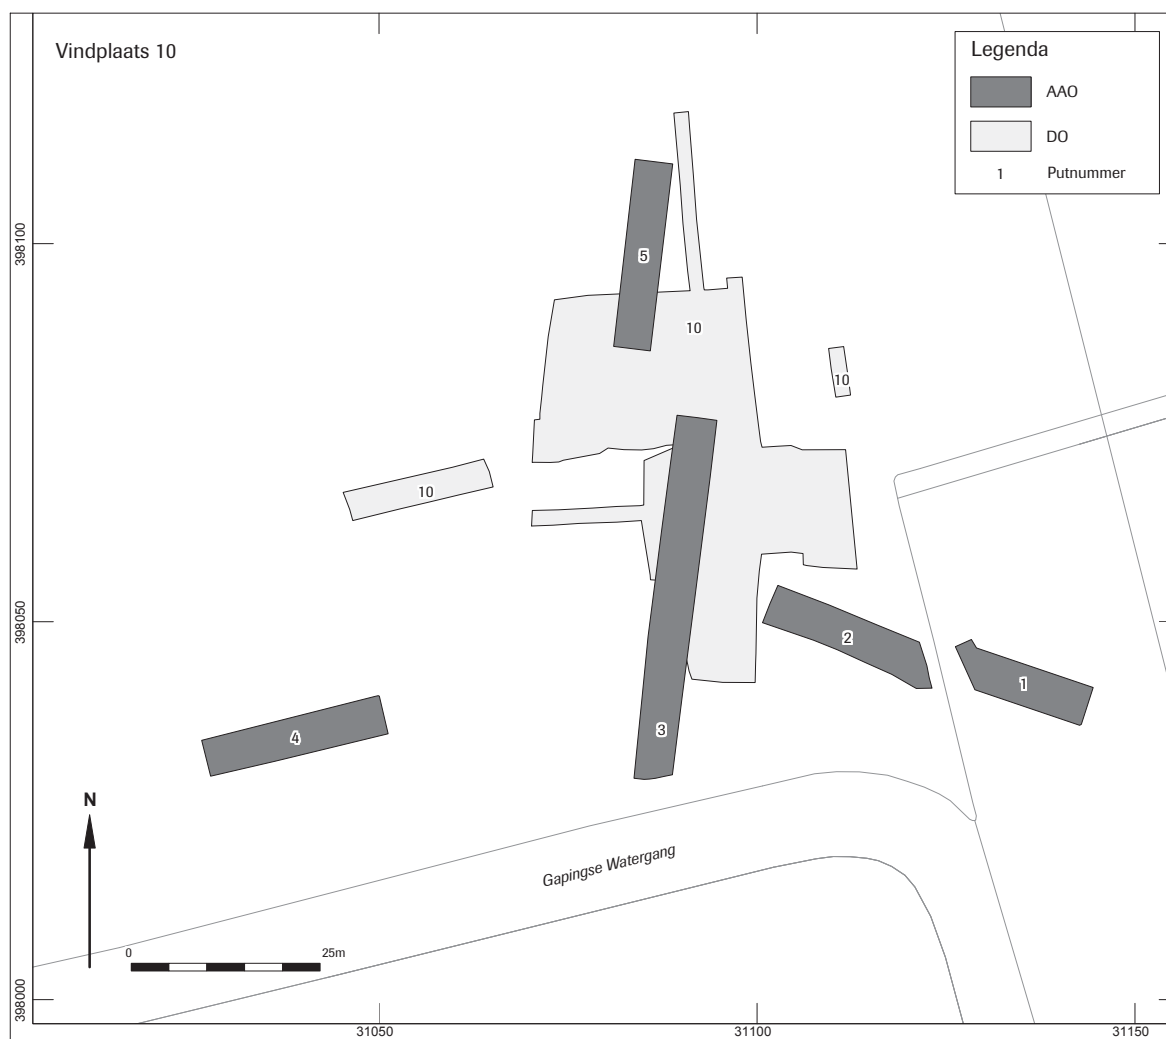 Vindplaats 10
Legenda
AAO
DO
1 Putnummer
398100
5
10
10
10
398050
2
1
3
4
N
Gapingse Watergang
0 25m
398000
31050 31100 31150